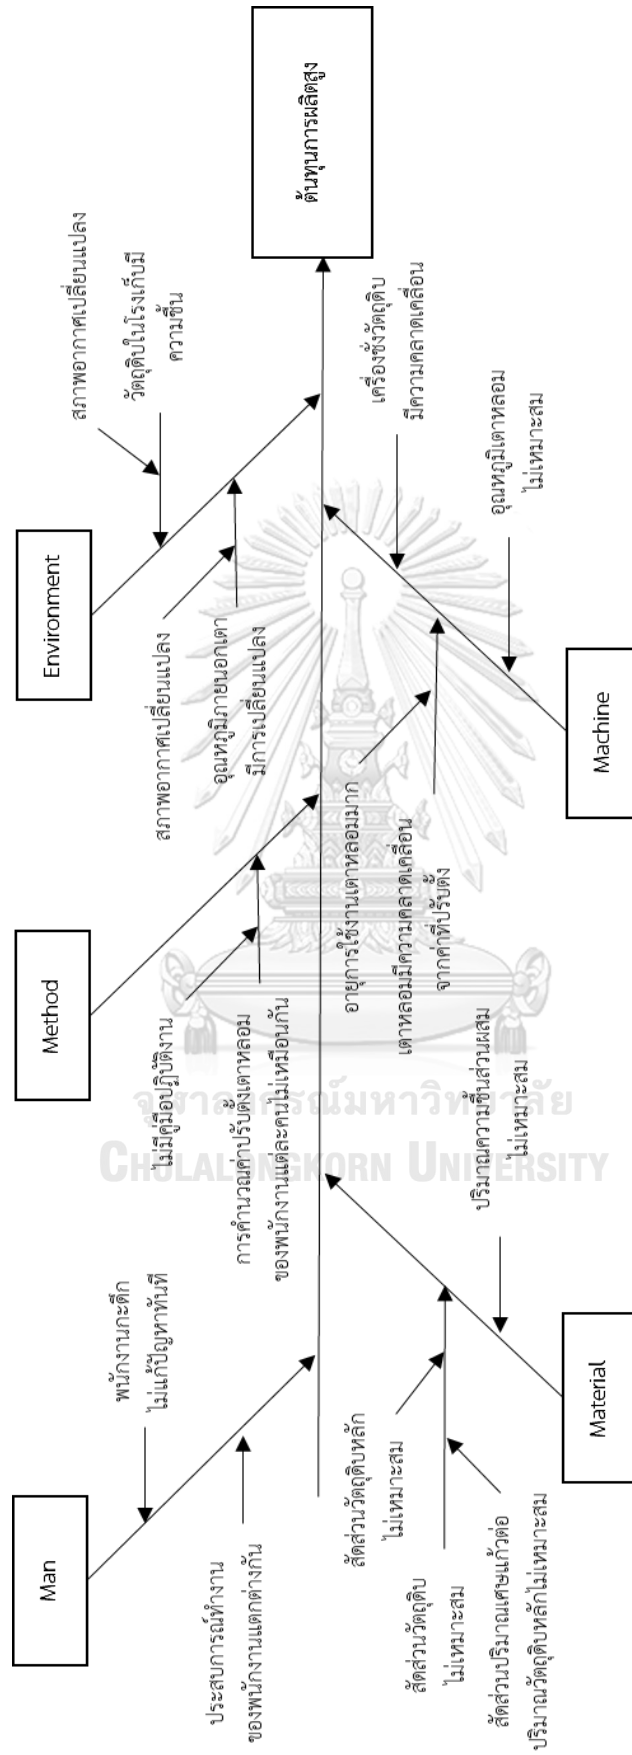 Man
Method
Environment
พนักงานกะดึก
ไม่แก้ปัญหาทันที
ประสบการณ์ทำงาน
ของพนักงานแตกต่างกัน
ไม่มีคู่มือปฏิบัติงาน
การคำนวณค่าปรับตั้งเตาหลอม
ของพนักงานแต่ละคนไม่เหมือนกัน
สภาพอากาศเปลี่ยนแปลง
วัตถุดิบในโรงเก็บมี
ความชื้น
สภาพอากาศเปลี่ยนแปลง
อุณหภูมิภายนอกเตา
มีการเปลี่ยนแปลง
ต้นทุนการผลิตสูง
สัดส่วนวัตถุดิบหลัก
ไม่เหมาะสม
สัดส่วนวัตถุดิบ
ไม่เหมาะสม
สัดส่วนปริมาณเศษแก้วต่อ
ปริมาณวัตถุดิบหลักไม่เหมาะสม
ปริมาณความชื้นส่วนผสม
ไม่เหมาะสม
อายุการใช้งานเตาหลอมมาก
เตาหลอมมีความคลาดเคลื่อน
จากค่าที่ปรับตั้ง
เครื่องชั่งวัตถุดิบ
มีความคลาดเคลื่อน
อุณหภูมิเตาหลอม
ไม่เหมาะสม
Material
Machine
จุฬาลงกรณ์มหาวิทยาลัย
CHULALONGKORN UNIVERSITY